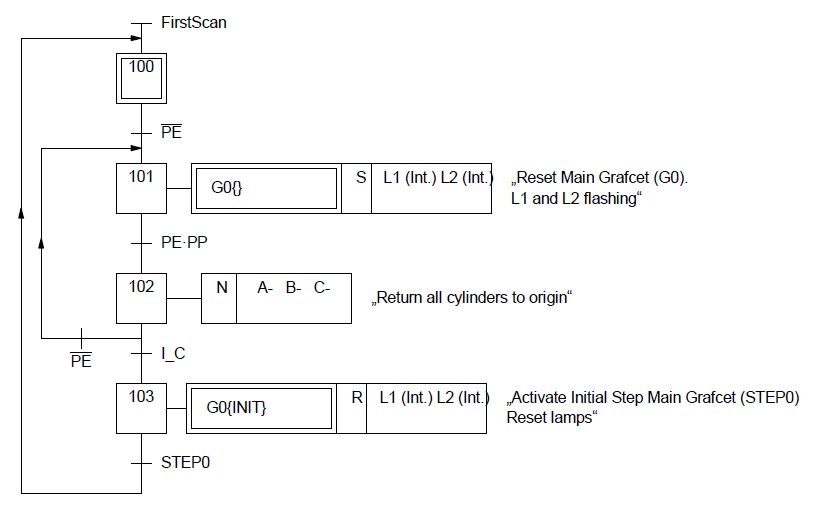 FirstScan
100
P̅E̅
101
G0{}
S
L1 (Int.) L2 (Int.)
„Reset Main Grafcet (G0).
L1 and L2 flashing“
PE·PP
102
N
A- B- C-
„Return all cylinders to origin“
P̅E̅
I_C
103
G0{INIT}
R
L1 (Int.) L2 (Int.)
„Activate Initial Step Main Grafcet (STEP0)
Reset lamps“
STEP0